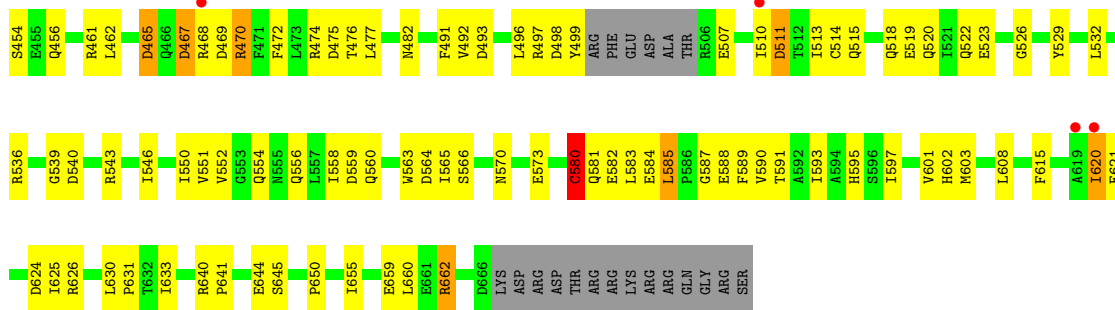 S454 E455 Q456 R461 L462 D465 Q466 D467 R468 D469 R470 F471 F472 L473 R474 D475 T476 L477 N482 F491 V492 D493 L496 R497 D498 Y499 ARG PHE GLU ASP ALA THR R506 E507 I510 D511 T512 I513 C514 Q515 Q518 E519 Q520 I521 Q522 E523 G526 Y529 L532
R536 G539 D540 R543 I546 I550 V551 V552 G553 Q554 N555 Q556 L557 I558 D559 Q560 W563 D564 I565 S566 N570 E573 C580 Q581 E582 L583 E584 L585 P586 G587 E588 F589 V590 T591 A592 I593 A594 H595 S596 I597 V601 H602 M603 L608 F615 A619 I620
D624 I625 R626 L630 P631 T632 I633 R640 P641 E644 S645 P650 I655 E659 L660 E661 R662 D666 LYS ASP ARG ASP THR ARG ARG LYS ARG ARG GLN GLY ARG SER